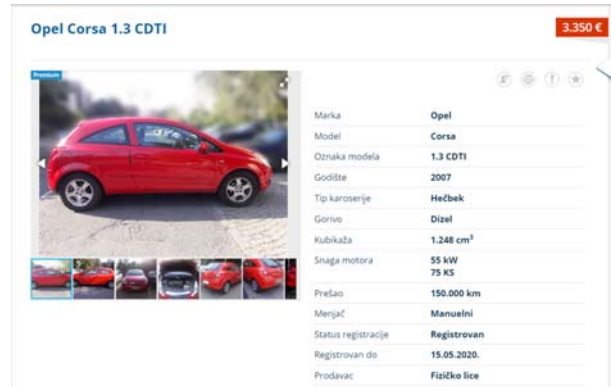 Opel Corsa 1.3 CDTI
3.350 €
Premium
Marka Opel
Model Corsa
Oznaka modela 1.3 CDTI
Godište 2007
Tip karoserije Hečbek
Gorivo Dizel
Kubikaža 1.248 cm³
Snaga motora 55 kW
75 KS
Prešao 150.000 km
Menjač Manuelni
Status registracije Registrovan
Registrovan do 15.05.2020.
Prodavac Fizičko lice